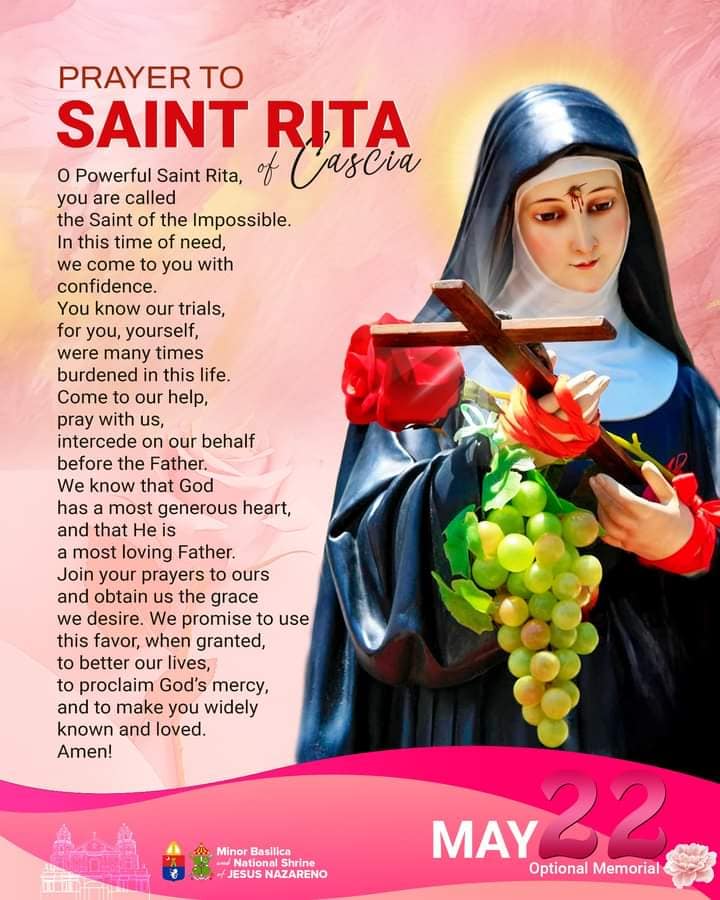 PRAYER TO
SAINT RITA
of Cascia
O Powerful Saint Rita,
you are called
the Saint of the Impossible.
In this time of need,
we come to you with
confidence.
You know our trials,
for you, yourself,
were many times
burdened in this life.
Come to our help,
pray with us,
intercede on our behalf
before the Father.
We know that God
has a most generous heart,
and that He is
a most loving Father.
Join your prayers to ours
and obtain us the grace
we desire. We promise to use
this favor, when granted,
to better our lives,
to proclaim God's mercy,
and to make you widely
known and loved.
Amen!
Minor Basilica
and National Shrine
of JESUS NAZARENO
MAY 22
Optional Memorial